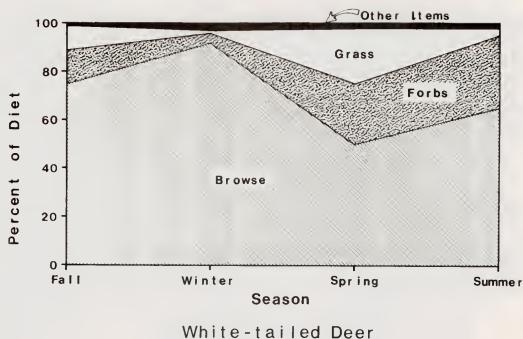 Other Items
100
80
60
40
20
0
Percent of Diet
Grass
Forbs
Browse
Fall
Winter
Spring
Summer
Season
White-tailed Deer